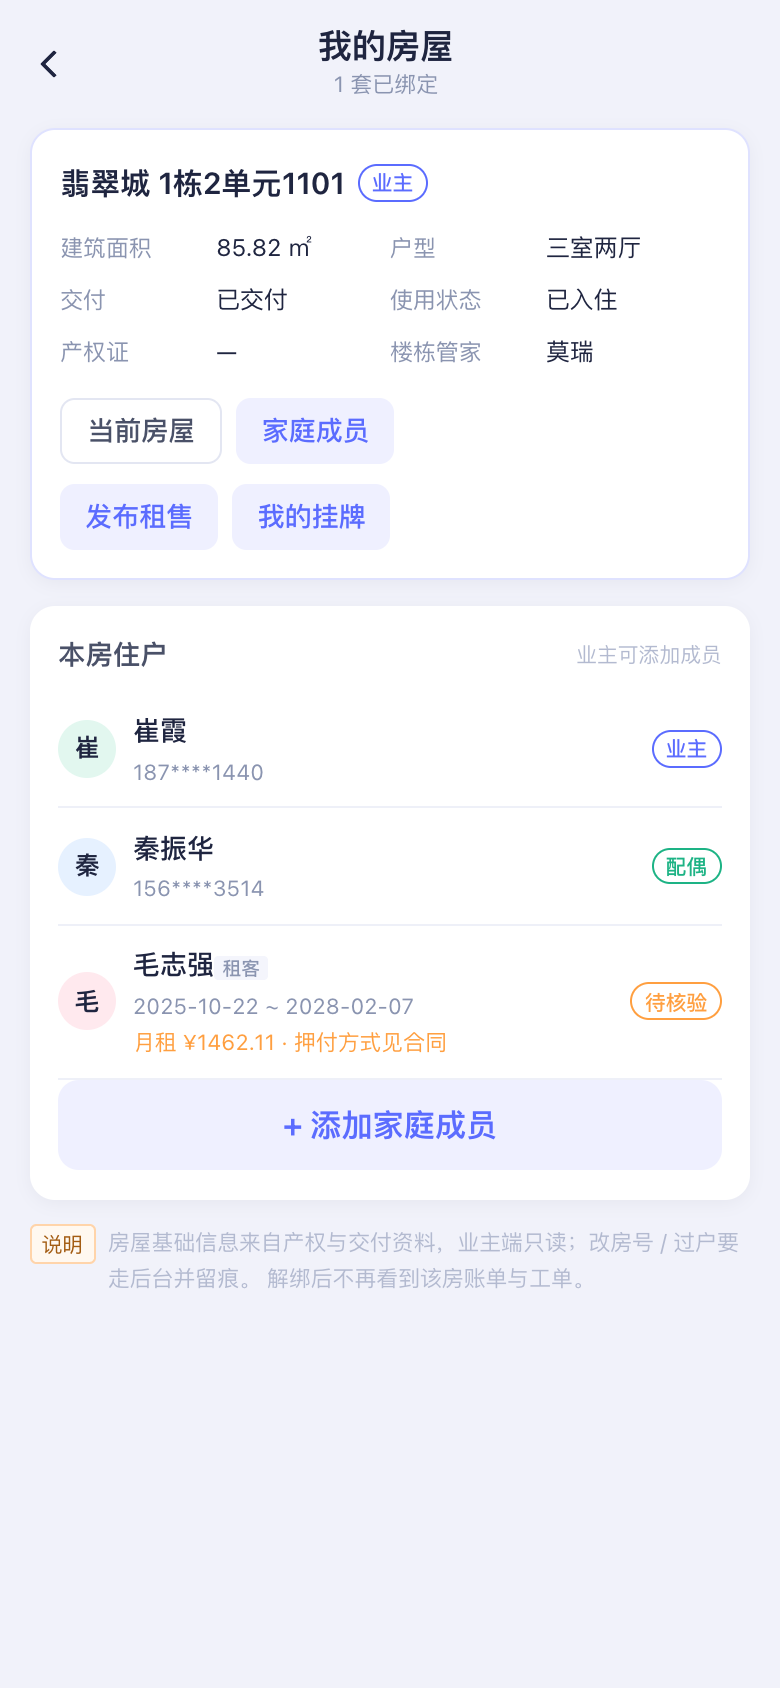 我的房屋
1 套已绑定
翡翠城 1栋2单元1101 业主
建筑面积 85.82 ㎡ 户型 三室两厅
交付 已交付 使用状态 已入住
产权证 — 楼栋管家 莫瑞
当前房屋 家庭成员
发布租售 我的挂牌
本房住户 业主可添加成员
崔 崔霞 业主
187****1440
秦 秦振华 配偶
156****3514
毛 毛志强 租客 待核验
2025-10-22 ~ 2028-02-07
月租 ¥1462.11 · 押付方式见合同
+ 添加家庭成员
说明 房屋基础信息来自产权与交付资料，业主端只读；改房号 / 过户要
走后台并留痕。 解绑后不再看到该房账单与工单。